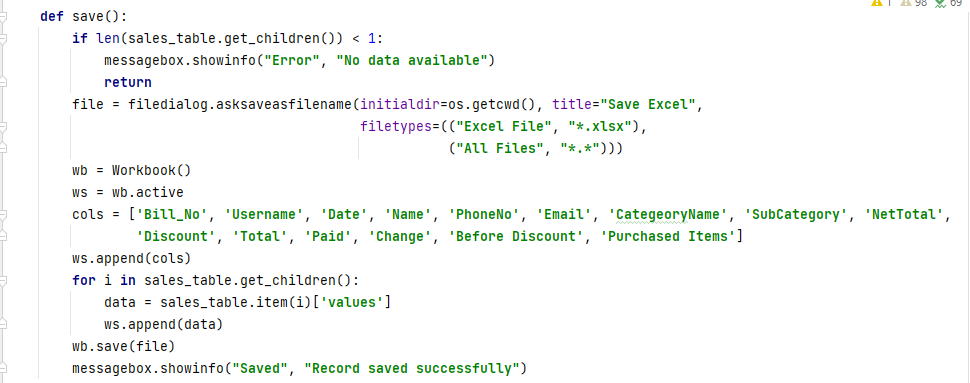 1 98 69
def save():
    if len(sales_table.get_children()) < 1:
        messagebox.showinfo("Error", "No data available")
        return
    file = filedialog.asksaveasfilename(initialdir=os.getcwd(), title="Save Excel",
                                        filetypes=(("Excel File", "*.xlsx"),
                                                   ("All Files", "*.*")))
    wb = Workbook()
    ws = wb.active
    cols = ['Bill_No', 'Username', 'Date', 'Name', 'PhoneNo', 'Email', 'CategeoryName', 'SubCategory', 'NetTotal',
            'Discount', 'Total', 'Paid', 'Change', 'Before Discount', 'Purchased Items']
    ws.append(cols)
    for i in sales_table.get_children():
        data = sales_table.item(i)['values']
        ws.append(data)
    wb.save(file)
    messagebox.showinfo("Saved", "Record saved successfully")